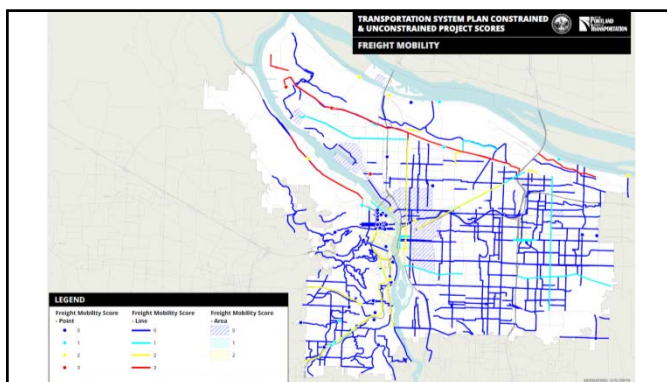 TRANSPORTATION SYSTEM PLAN CONSTRAINED
& UNCONSTRAINED PROJECT SCORES
PORTLAND
TRANSPORTATION
FREIGHT MOBILITY
LEGEND
Freight Mobility Score
- Point
0
1
2
3
Freight Mobility Score
- Line
0
1
2
3
Freight Mobility Score
- Area
0
1
2